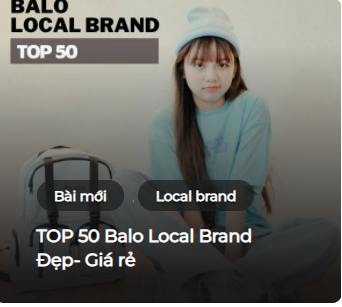 BALO
LOCAL BRAND
TOP 50
Bài mới
Local brand
TOP 50 Balo Local Brand
Đẹp- Giá rẻ